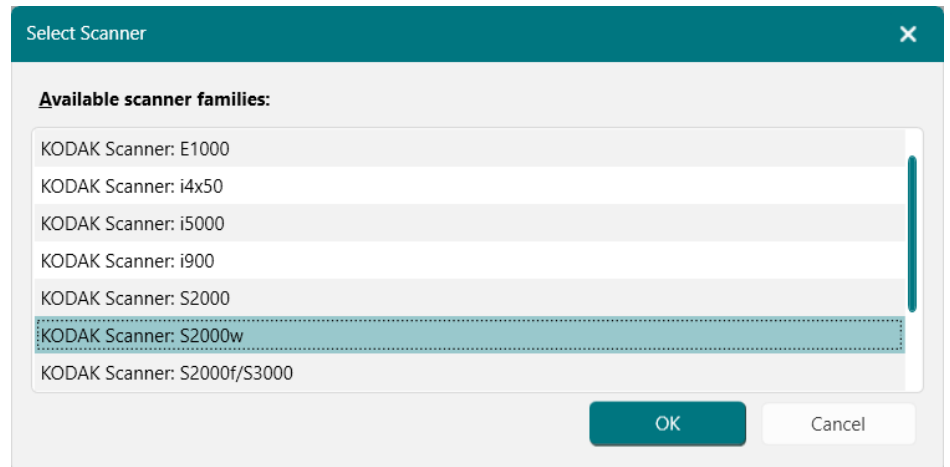 Select Scanner
Available scanner families:
KODAK Scanner: E1000
KODAK Scanner: i4x50
KODAK Scanner: i5000
KODAK Scanner: i900
KODAK Scanner: S2000
KODAK Scanner: S2000w
KODAK Scanner: S2000f/S3000
OK Cancel